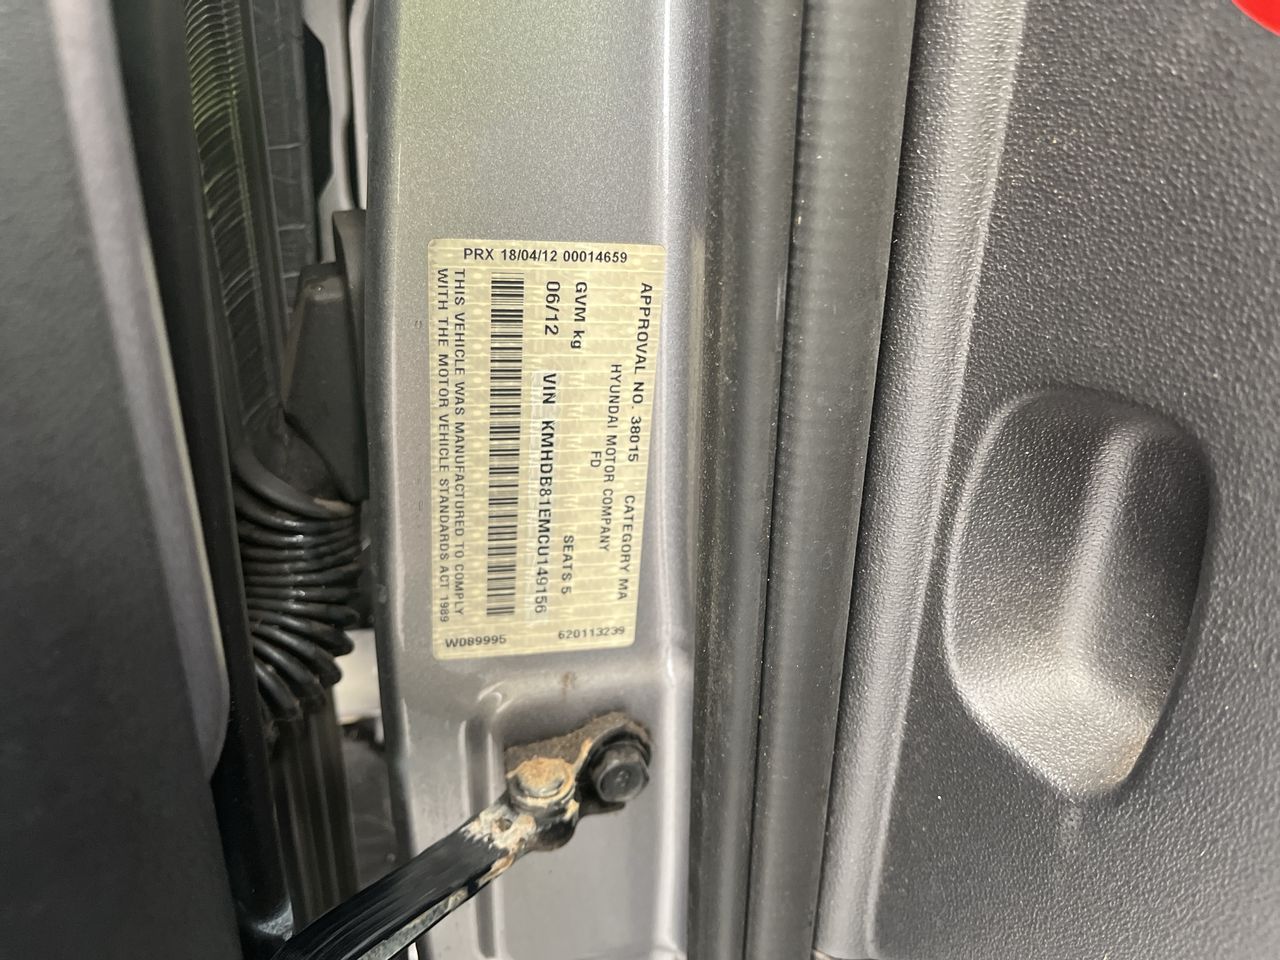 PRX 18/04/12 00014659
APPROVAL NO. 38015 CATEGORY MA
HYUNDAI MOTOR COMPANY
FD
GVM kg SEATS 5
06/12 VIN KMHDB81EMCU149156
THIS VEHICLE WAS MANUFACTURED TO COMPLY
WITH THE MOTOR VEHICLE STANDARDS ACT 1989
W089995 620113239